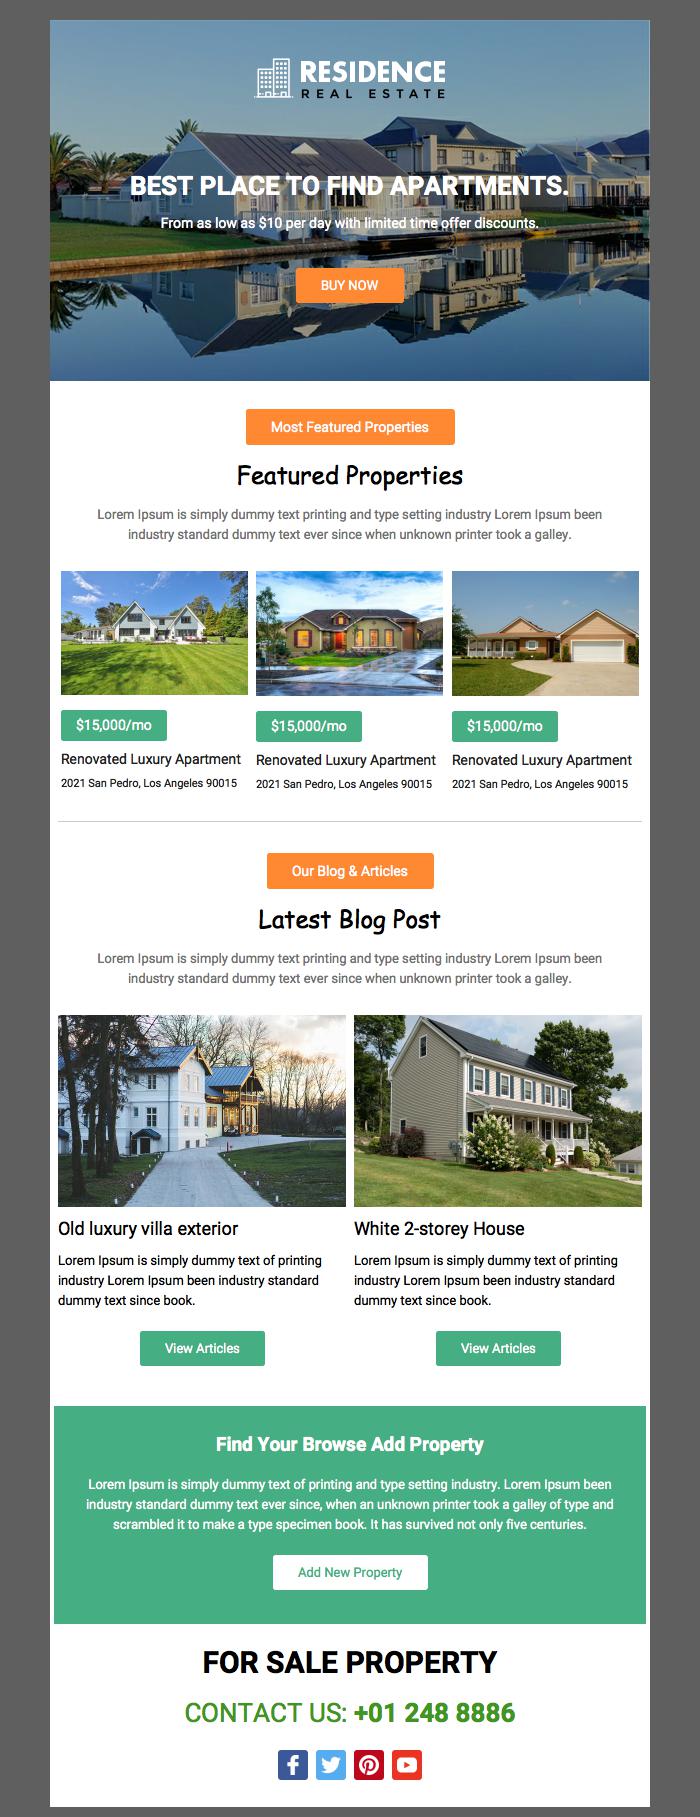 RESIDENCE
REAL ESTATE
BEST PLACE TO FIND APARTMENTS.
From as low as $10 per day with limited time offer discounts.
BUY NOW
Most Featured Properties
Featured Properties
Lorem Ipsum is simply dummy text printing and type setting industry Lorem Ipsum been
industry standard dummy text ever since when unknown printer took a galley.
$15,000/mo
Renovated Luxury Apartment
2021 San Pedro, Los Angeles 90015
$15,000/mo
Renovated Luxury Apartment
2021 San Pedro, Los Angeles 90015
$15,000/mo
Renovated Luxury Apartment
2021 San Pedro, Los Angeles 90015
Our Blog & Articles
Latest Blog Post
Lorem Ipsum is simply dummy text printing and type setting industry Lorem Ipsum been
industry standard dummy text ever since when unknown printer took a galley.
Old luxury villa exterior
Lorem Ipsum is simply dummy text of printing
industry Lorem Ipsum been industry standard
dummy text since book.
View Articles
White 2-storey House
Lorem Ipsum is simply dummy text of printing
industry Lorem Ipsum been industry standard
dummy text since book.
View Articles
Find Your Browse Add Property
Lorem Ipsum is simply dummy text of printing and type setting industry. Lorem Ipsum been
industry standard dummy text ever since, when an unknown printer took a galley of type and
scrambled it to make a type specimen book. It has survived not only five centuries.
Add New Property
FOR SALE PROPERTY
CONTACT US: +01 248 8886